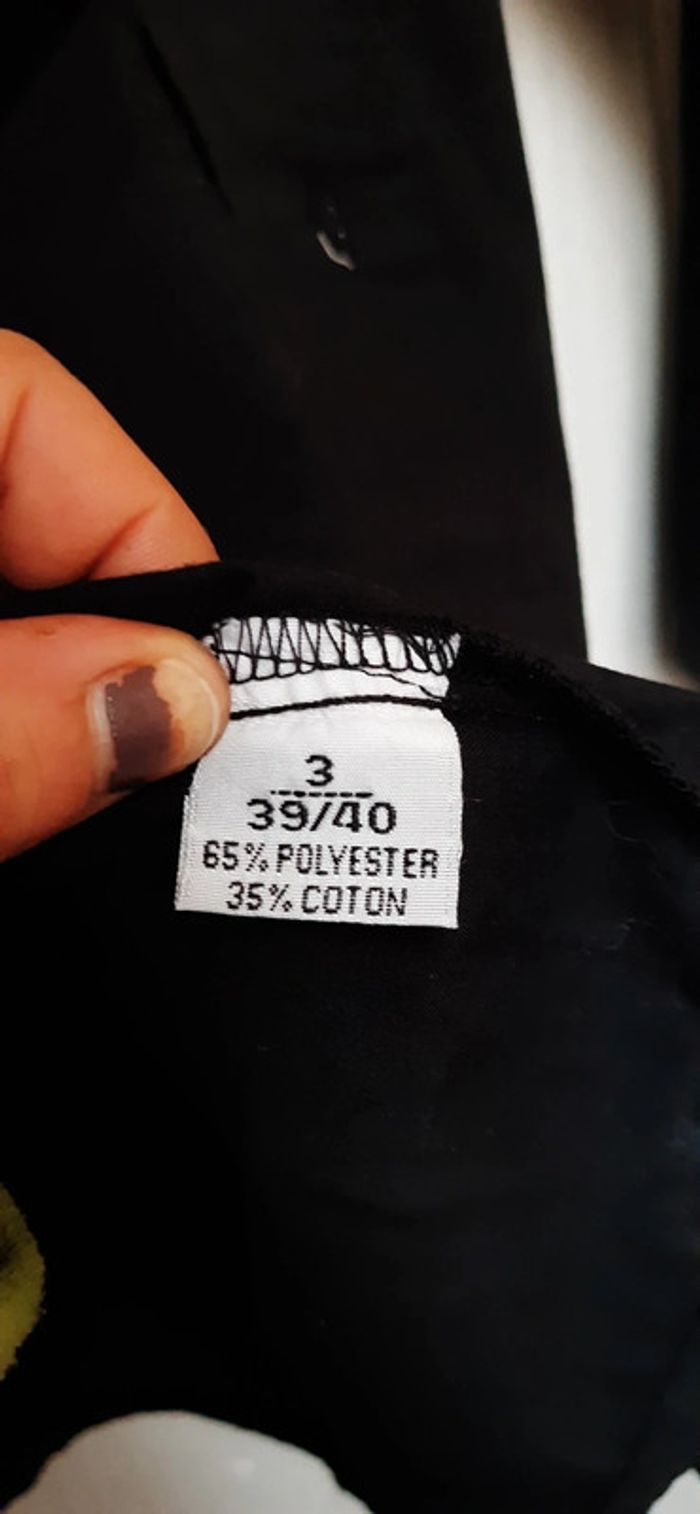 3
39/40
65% POLYESTER
35% COTON